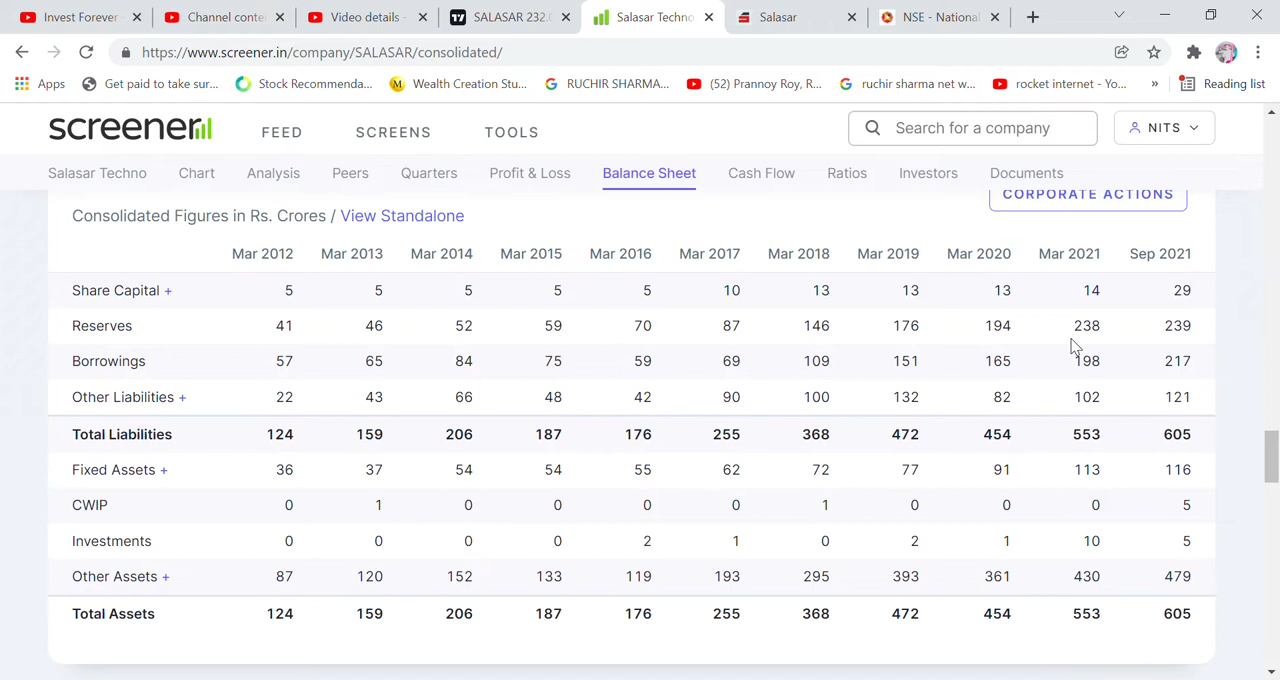 Invest Forever
Channel conte
Video details -
SALASAR 232.
Salasar Techno
Salasar
NSE - National
https://www.screener.in/company/SALASAR/consolidated/
Apps Get paid to take sur... Stock Recommenda... Wealth Creation Stu... RUCHIR SHARMA... (52) Prannoy Roy, R... ruchir sharma net w... rocket internet - Yo... » Reading list
screener FEED SCREENS TOOLS Search for a company NITS
Salasar Techno Chart Analysis Peers Quarters Profit & Loss Balance Sheet Cash Flow Ratios Investors Documents
CORPORATE ACTIONS
Consolidated Figures in Rs. Crores / View Standalone
Mar 2012 Mar 2013 Mar 2014 Mar 2015 Mar 2016 Mar 2017 Mar 2018 Mar 2019 Mar 2020 Mar 2021 Sep 2021
Share Capital + 5 5 5 5 5 10 13 13 13 14 29
Reserves 41 46 52 59 70 87 146 176 194 238 239
Borrowings 57 65 84 75 59 69 109 151 165 198 217
Other Liabilities + 22 43 66 48 42 90 100 132 82 102 121
Total Liabilities 124 159 206 187 176 255 368 472 454 553 605
Fixed Assets + 36 37 54 54 55 62 72 77 91 113 116
CWIP 0 1 0 0 0 0 1 0 0 0 5
Investments 0 0 0 0 2 1 0 2 1 10 5
Other Assets + 87 120 152 133 119 193 295 393 361 430 479
Total Assets 124 159 206 187 176 255 368 472 454 553 605